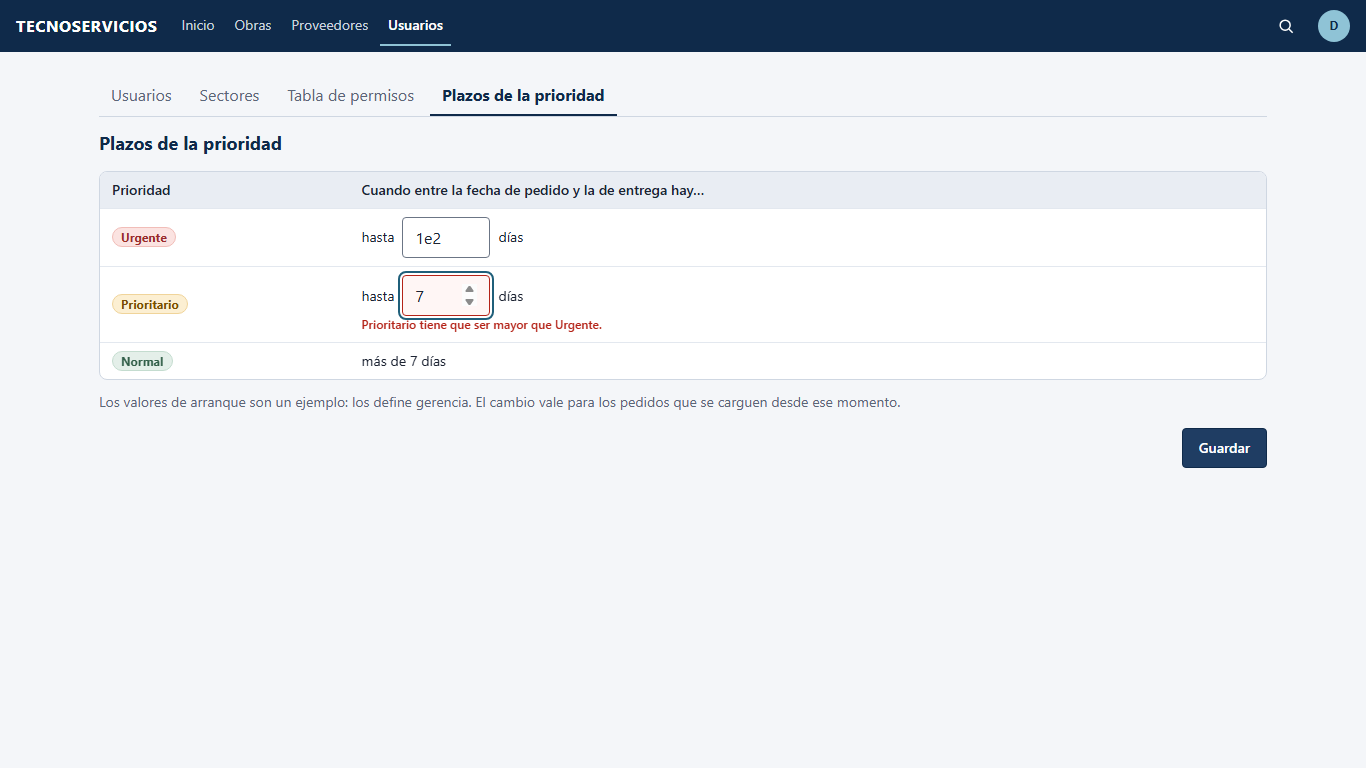 TECNOSERVICIOS Inicio Obras Proveedores Usuarios D
Usuarios Sectores Tabla de permisos Plazos de la prioridad
Plazos de la prioridad
Prioridad Cuando entre la fecha de pedido y la de entrega hay...
Urgente hasta 1e2 días
Prioritario hasta 7 días
Prioritario tiene que ser mayor que Urgente.
Normal más de 7 días
Los valores de arranque son un ejemplo: los define gerencia. El cambio vale para los pedidos que se carguen desde ese momento.
Guardar